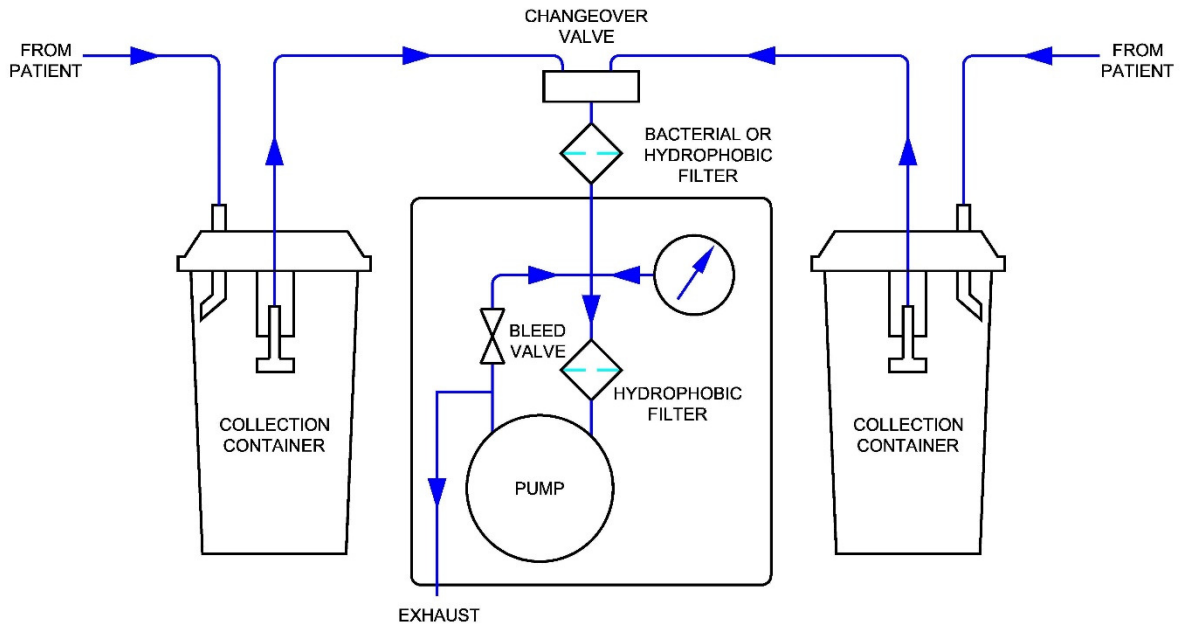 CHANGEOVER
VALVE
FROM
PATIENT
FROM
PATIENT
BACTERIAL OR
HYDROPHOBIC
FILTER
BLEED
VALVE
HYDROPHOBIC
FILTER
COLLECTION
CONTAINER
COLLECTION
CONTAINER
PUMP
EXHAUST